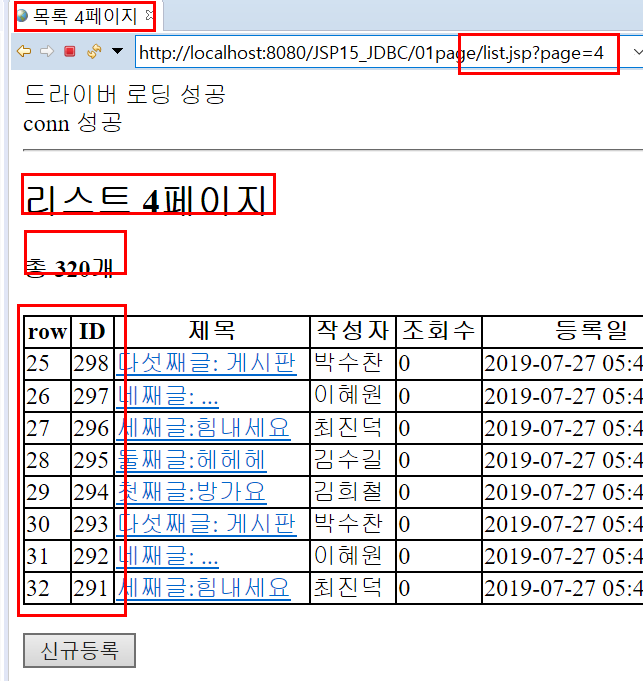 목록 4페이지
http://localhost:8080/JSP15_JDBC/01page/list.jsp?page=4
드라이버 로딩 성공
conn 성공
리스트 4페이지
총 320개
row ID 제목 작성자 조회수 등록일
25 298 다섯째글: 게시판 박수찬 0 2019-07-27 05:4
26 297 네째글: ... 이혜원 0 2019-07-27 05:4
27 296 세째글:힘내세요 최진덕 0 2019-07-27 05:4
28 295 둘째글:헤헤헤 김수길 0 2019-07-27 05:4
29 294 첫째글:방가요 김희철 0 2019-07-27 05:4
30 293 다섯째글: 게시판 박수찬 0 2019-07-27 05:4
31 292 네째글: ... 이혜원 0 2019-07-27 05:4
32 291 세째글:힘내세요 최진덕 0 2019-07-27 05:4
신규등록